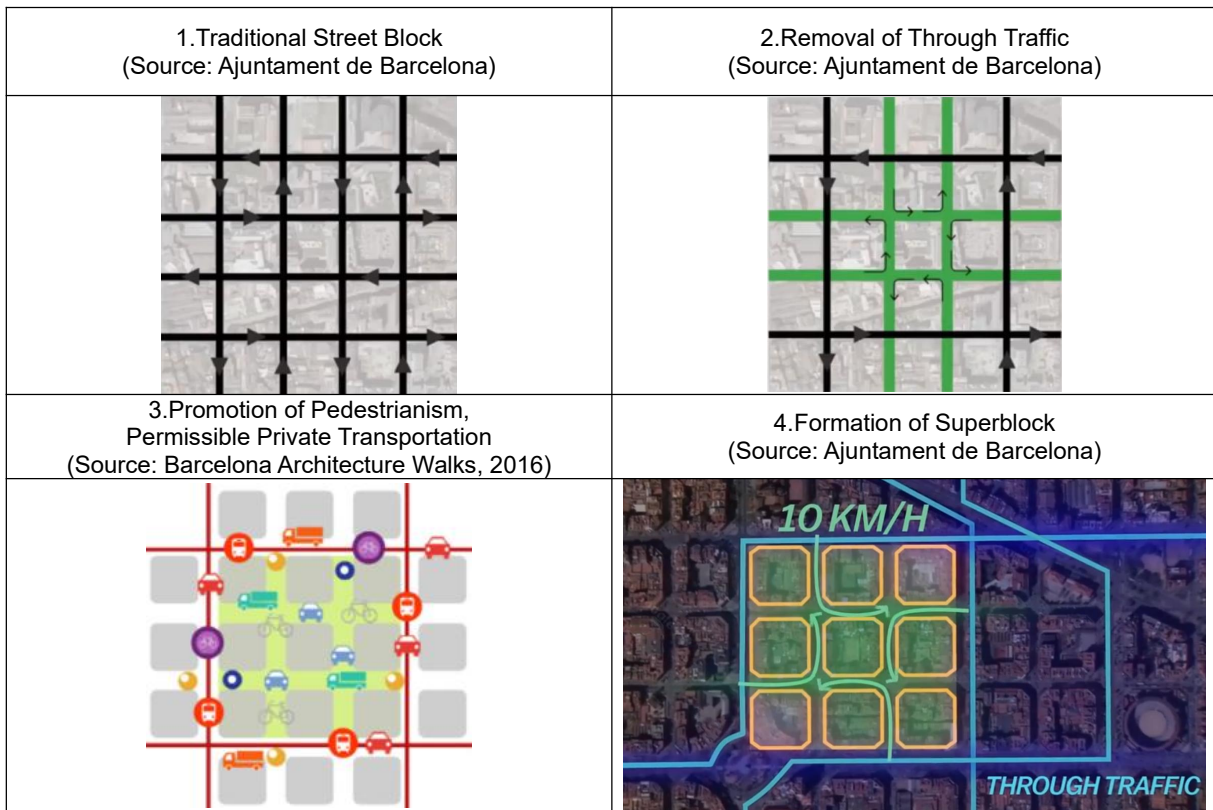 1.Traditional Street Block
(Source: Ajuntament de Barcelona)
2.Removal of Through Traffic
(Source: Ajuntament de Barcelona)
3.Promotion of Pedestrianism,
Permissible Private Transportation
(Source: Barcelona Architecture Walks, 2016)
4.Formation of Superblock
(Source: Ajuntament de Barcelona)
10 KM/H
THROUGH TRAFFIC